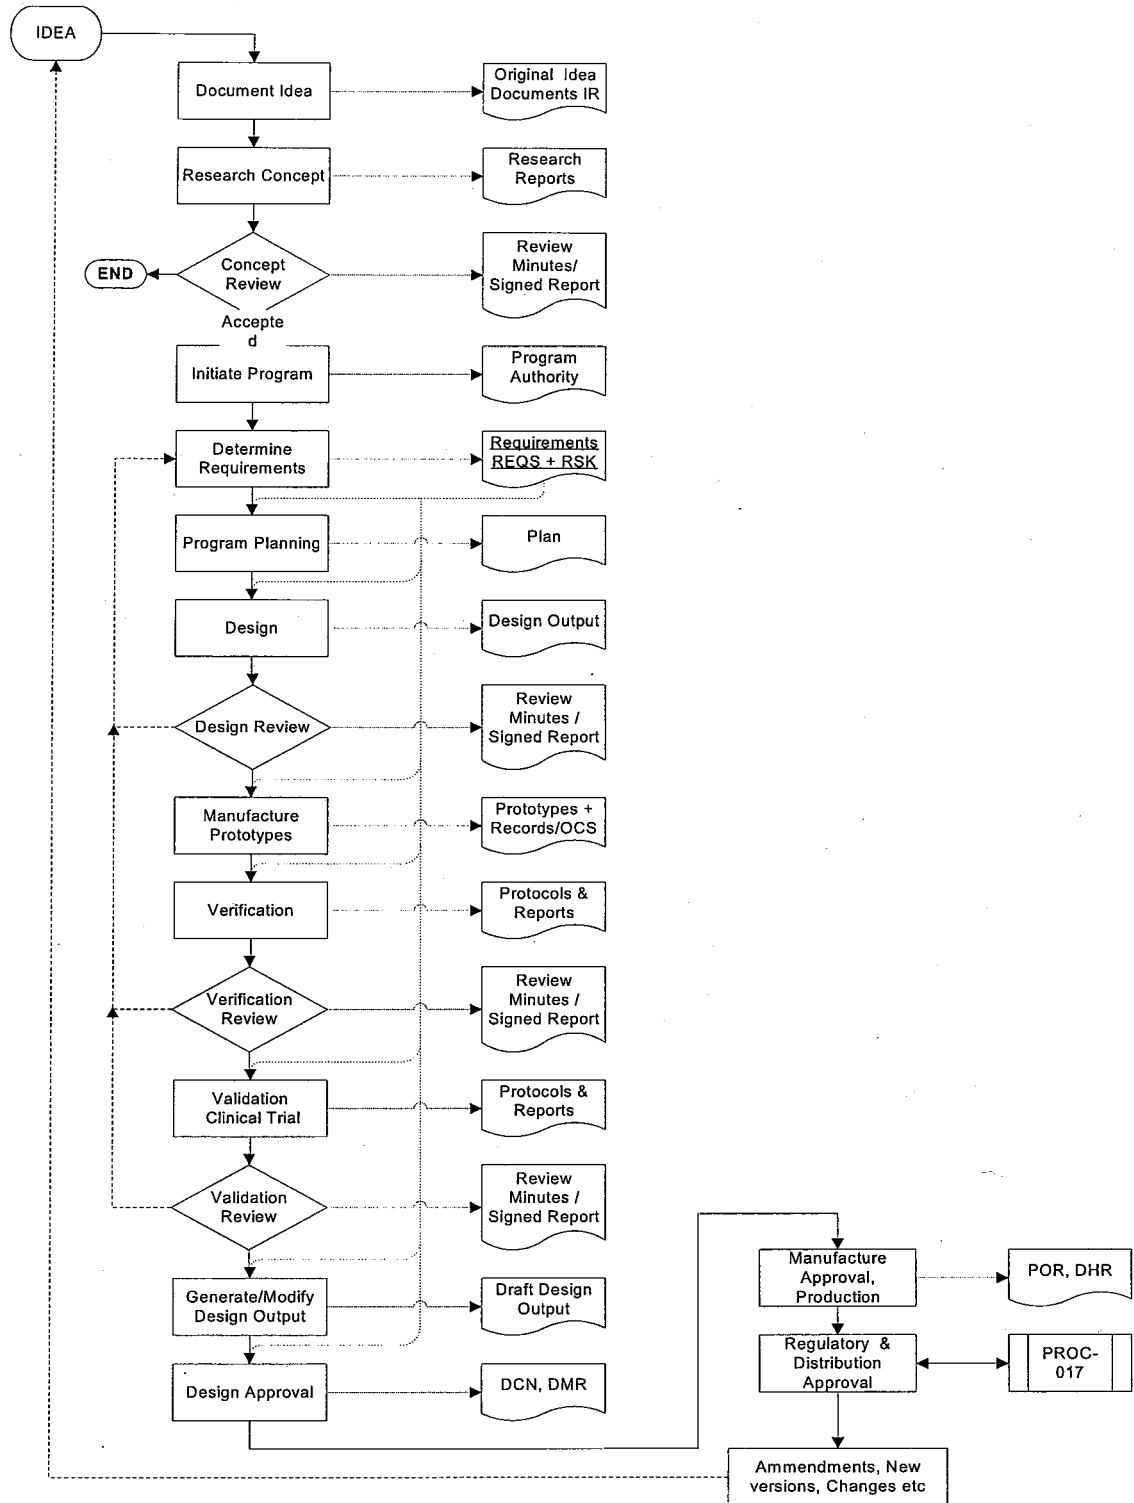 IDEA
Document Idea
Original Idea
Documents IR
Research Concept
Research
Reports
END
Concept
Review
Review
Minutes/
Signed Report
Accepte
d
Initiate Program
Program
Authority
Determine
Requirements
Requirements
REQS + RSK
Program Planning
Plan
Design
Design Output
Design Review
Review
Minutes /
Signed Report
Manufacture
Prototypes
Prototypes +
Records/OCS
Verification
Protocols &
Reports
Verification
Review
Review
Minutes /
Signed Report
Validation
Clinical Trial
Protocols &
Reports
Validation
Review
Review
Minutes /
Signed Report
Generate/Modify
Design Output
Draft Design
Output
Design Approval
DCN, DMR
Manufacture
Approval,
Production
POR, DHR
Regulatory &
Distribution
Approval
PROC-
017
Ammendments, New
versions, Changes etc